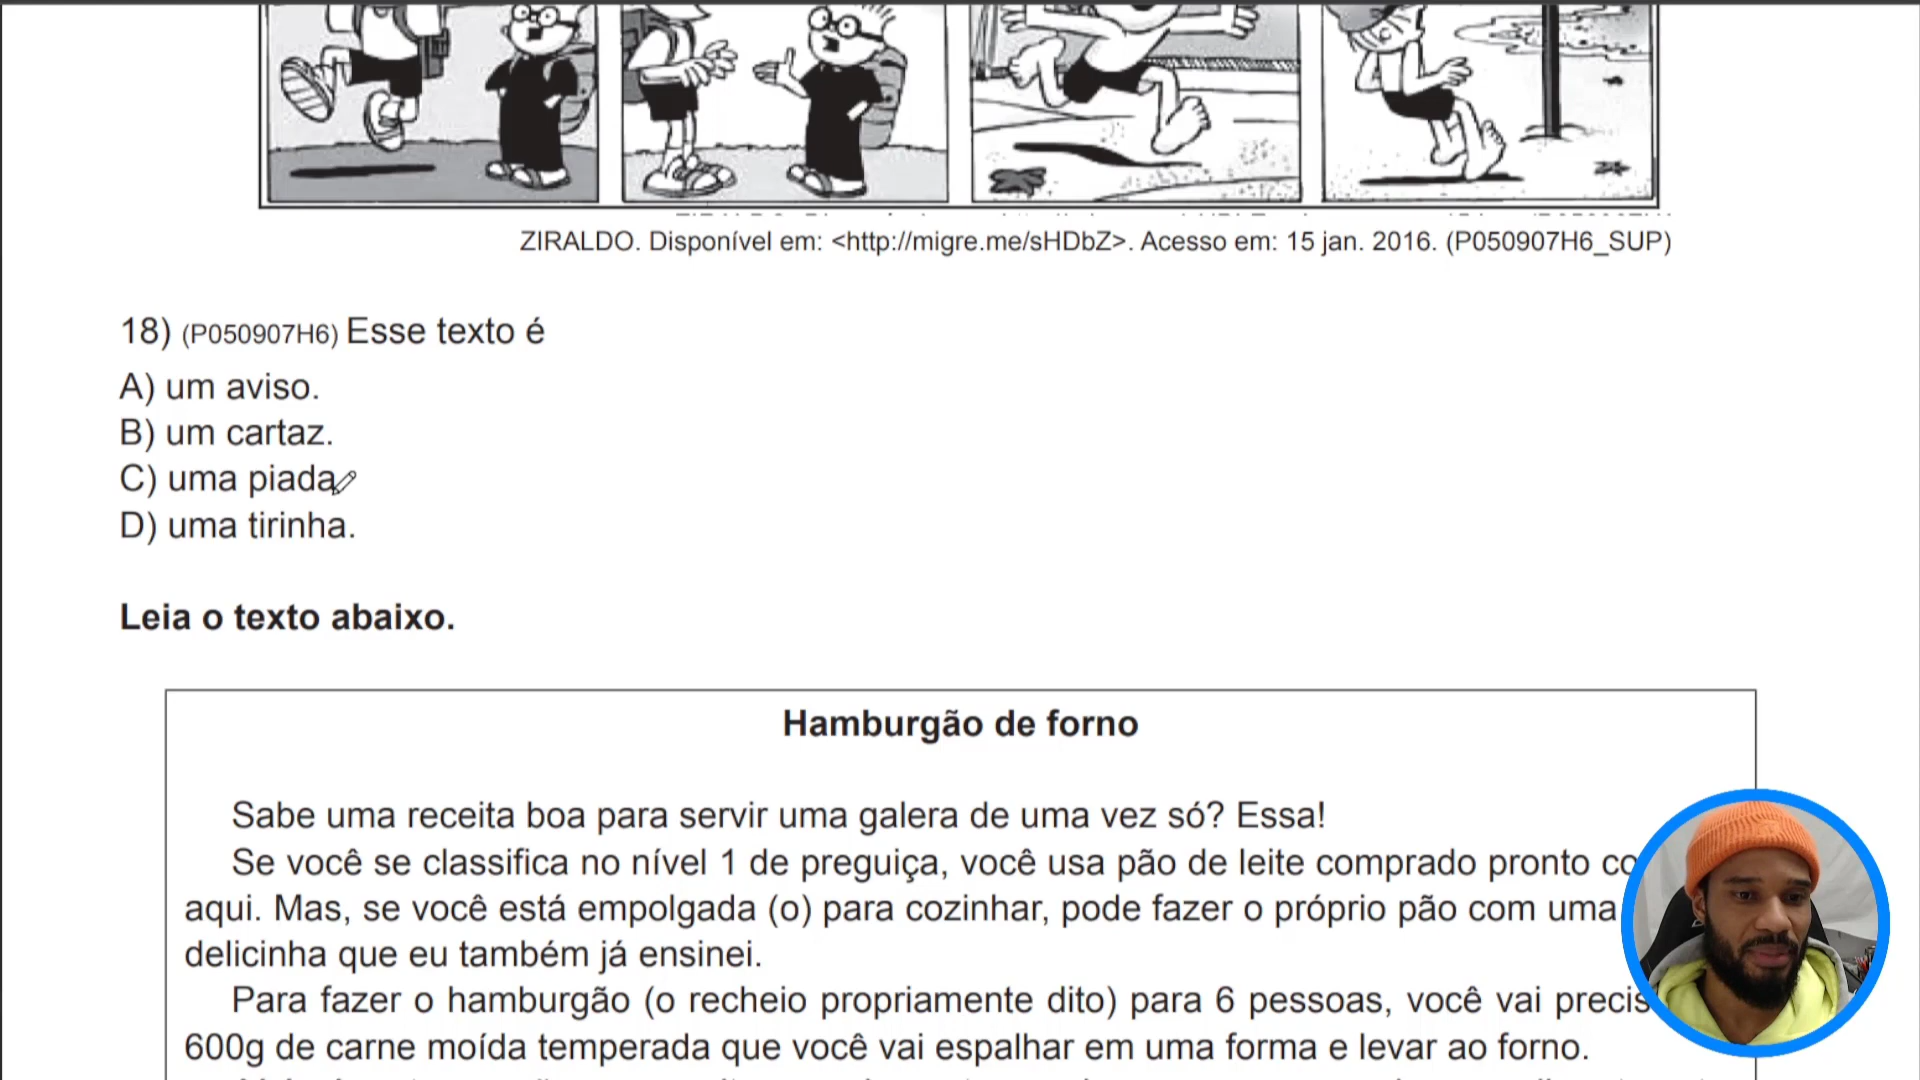 ZIRALDO. Disponível em: <http://migre.me/sHDbZ>. Acesso em: 15 jan. 2016. (P050907H6_SUP)
18) (P050907H6) Esse texto é
A) um aviso.
B) um cartaz.
C) uma piada
D) uma tirinha.
Leia o texto abaixo.
Hamburgão de forno
Sabe uma receita boa para servir uma galera de uma vez só? Essa!
Se você se classifica no nível 1 de preguiça, você usa pão de leite comprado pronto
aqui. Mas, se você está empolgada (o) para cozinhar, pode fazer o próprio pão com uma
delicinha que eu também já ensinei.
Para fazer o hamburgão (o recheio propriamente dito) para 6 pessoas, você vai
600g de carne moída temperada que você vai espalhar em uma forma e levar ao forno.